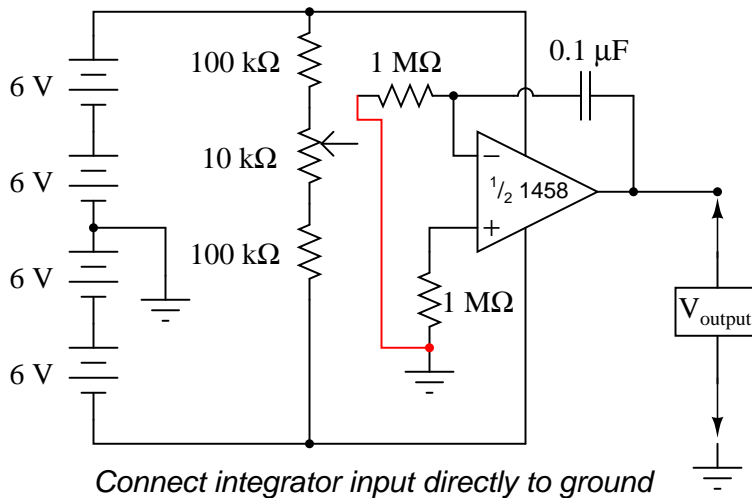 6 V
6 V
6 V
6 V
100 kΩ
10 kΩ
100 kΩ
1 MΩ
0.1 μF
−
+
1/2 1458
1 MΩ
Voutput
Connect integrator input directly to ground